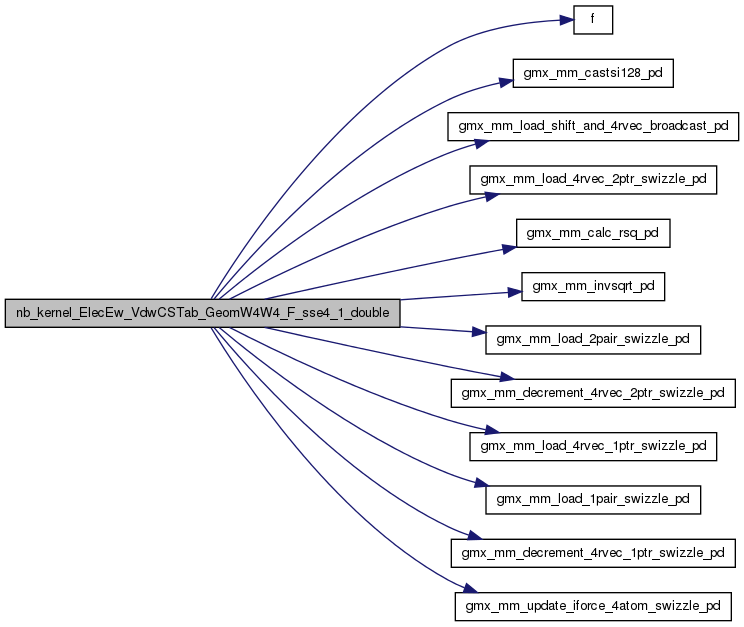 f
gmx_mm_castsi128_pd
gmx_mm_load_shift_and_4rvec_broadcast_pd
gmx_mm_load_4rvec_2ptr_swizzle_pd
gmx_mm_calc_rsq_pd
gmx_mm_invsqrt_pd
nb_kernel_ElecEw_VdwCSTab_GeomW4W4_F_sse4_1_double
gmx_mm_load_2pair_swizzle_pd
gmx_mm_decrement_4rvec_2ptr_swizzle_pd
gmx_mm_load_4rvec_1ptr_swizzle_pd
gmx_mm_load_1pair_swizzle_pd
gmx_mm_decrement_4rvec_1ptr_swizzle_pd
gmx_mm_update_iforce_4atom_swizzle_pd